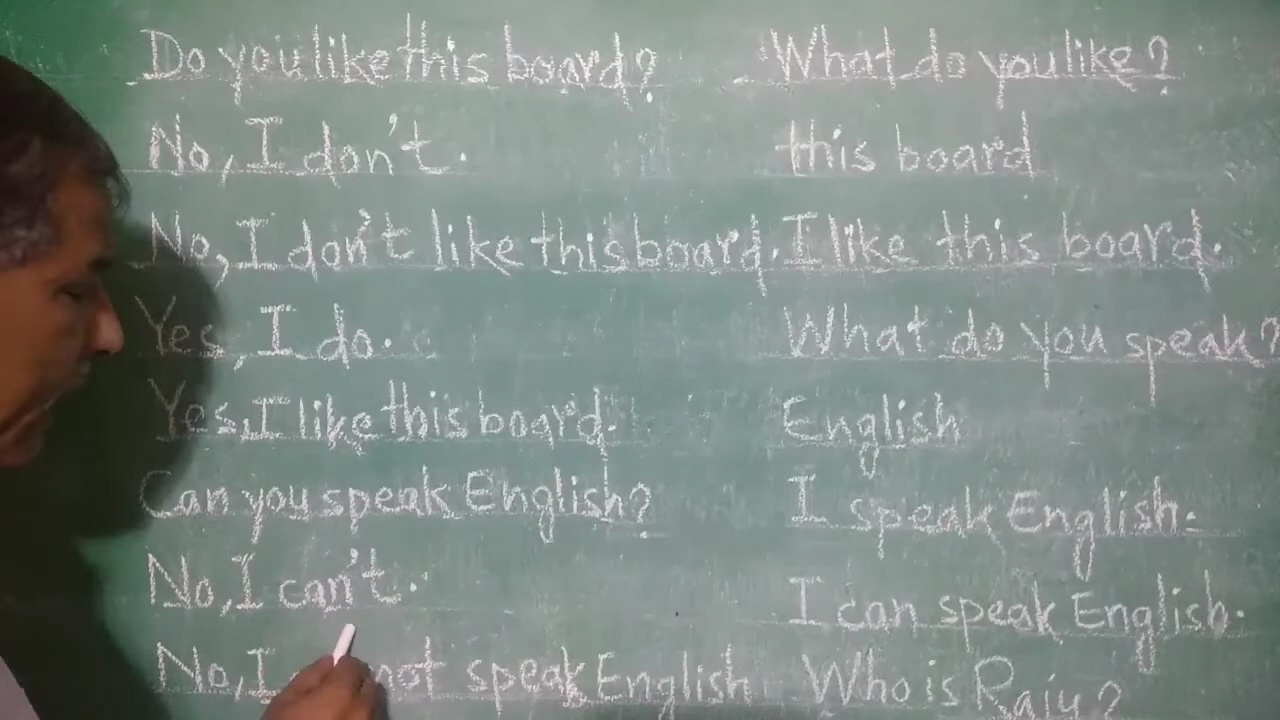 Do you like this board?
No, I don't.
No, I don't like this board.
Yes, I do.
Yes, I like this board.
Can you speak English?
No, I can't.
No, I not speak English
What do you like?
this board
I like this board.
What do you speak?
English
I speak English.
I can speak English.
Who is Raju?